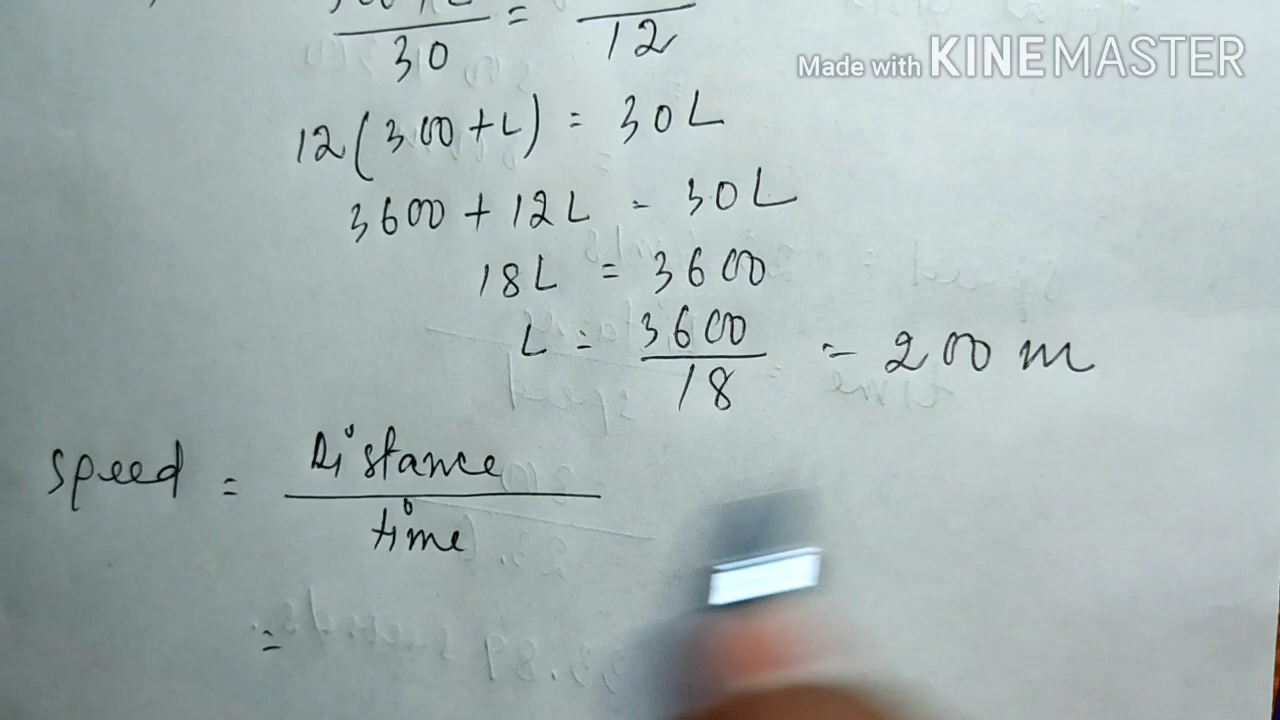 =
30 12
Made with KINEMASTER
12(300+L) = 30L
3600 + 12L = 30L
18L = 3600
L = 3600/18 = 200 m
Speed = Distance/time
=